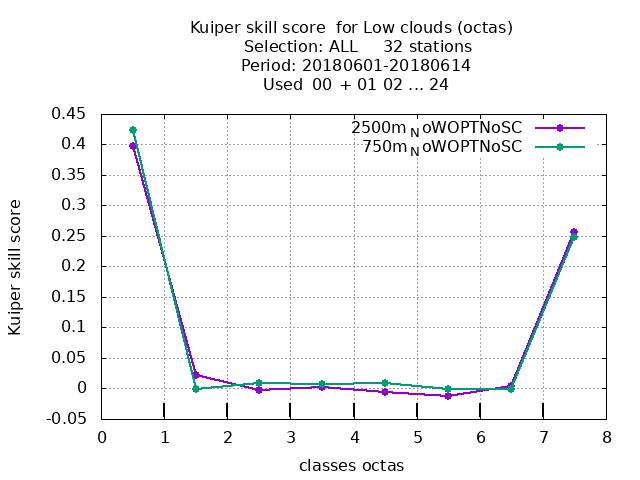 Kuiper skill score  for Low clouds (octas)
Selection: ALL     32 stations
Period: 20180601-20180614
Used  00 + 01 02 ... 24
2500m_NoWOPTNoSC
750m_NoWOPTNoSC
0.45
0.4
0.35
0.3
0.25
0.2
0.15
0.1
0.05
0
-0.05
Kuiper skill score
0 1 2 3 4 5 6 7 8
classes octas